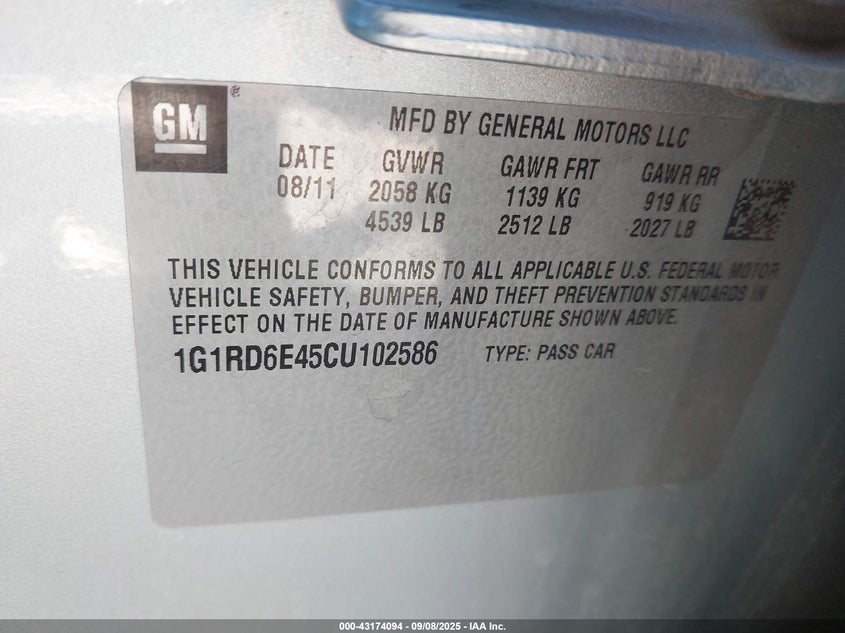 GM
MFD BY GENERAL MOTORS LLC
DATE GVWR GAWR FRT GAWR RR
08/11 2058 KG 1139 KG 919 KG
4539 LB 2512 LB 2027 LB
THIS VEHICLE CONFORMS TO ALL APPLICABLE U.S. FEDERAL MOTOR
VEHICLE SAFETY, BUMPER, AND THEFT PREVENTION STANDARDS IN
EFFECT ON THE DATE OF MANUFACTURE SHOWN ABOVE.
1G1RD6E45CU102586 TYPE: PASS CAR
000-43174094 - 09/08/2025 - IAA Inc.